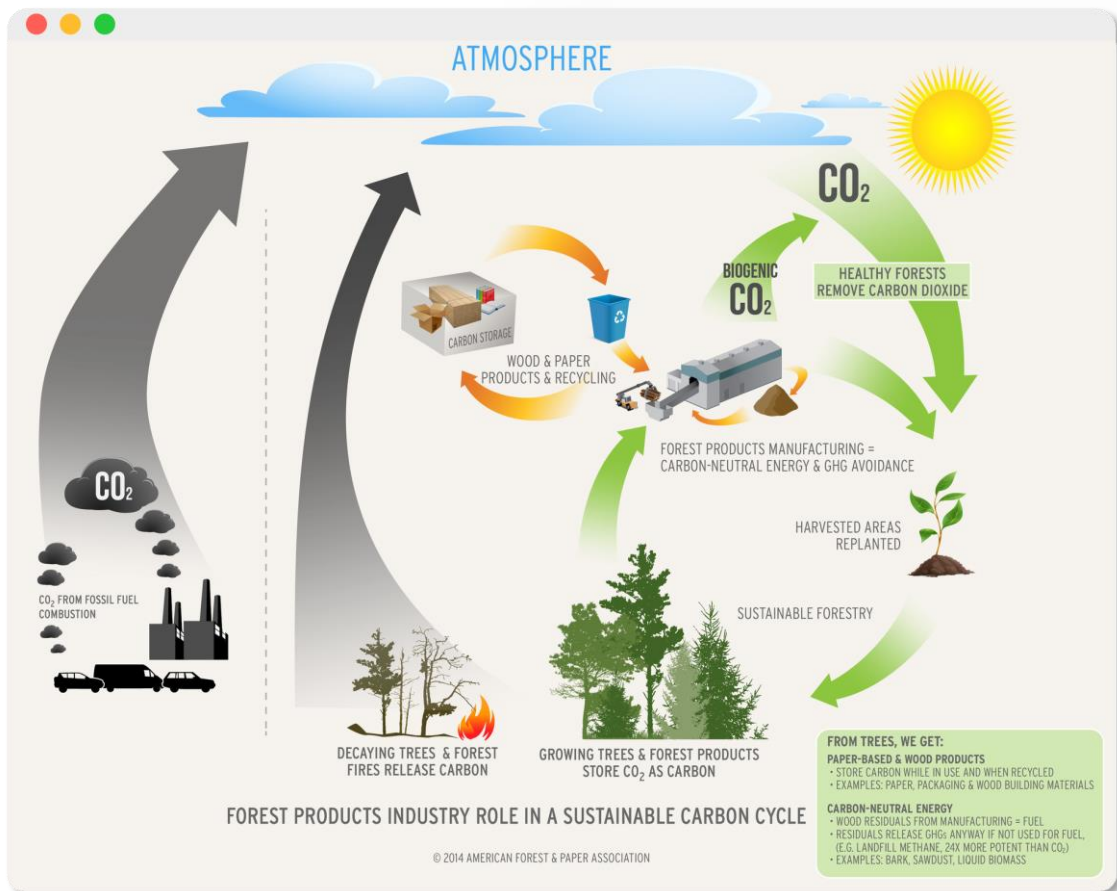 ATMOSPHERE
CO₂
BIOGENIC
CO₂
HEALTHY FORESTS
REMOVE CARBON DIOXIDE
CARBON STORAGE
WOOD & PAPER
PRODUCTS & RECYCLING
FOREST PRODUCTS MANUFACTURING =
CARBON-NEUTRAL ENERGY & GHG AVOIDANCE
CO₂
CO₂ FROM FOSSIL FUEL
COMBUSTION
HARVESTED AREAS
REPLANTED
SUSTAINABLE FORESTRY
DECAYING TREES & FOREST
FIRES RELEASE CARBON
GROWING TREES & FOREST PRODUCTS
STORE CO₂ AS CARBON
FROM TREES, WE GET:
PAPER-BASED & WOOD PRODUCTS
• STORE CARBON WHILE IN USE AND WHEN RECYCLED
• EXAMPLES: PAPER, PACKAGING & WOOD BUILDING MATERIALS
CARBON-NEUTRAL ENERGY
• WOOD RESIDUALS FROM MANUFACTURING = FUEL
• RESIDUALS RELEASE GHGs ANYWAY IF NOT USED FOR FUEL,
(E.G. LANDFILL METHANE, 24X MORE POTENT THAN CO₂)
• EXAMPLES: BARK, SAWDUST, LIQUID BIOMASS
FOREST PRODUCTS INDUSTRY ROLE IN A SUSTAINABLE CARBON CYCLE
© 2014 AMERICAN FOREST & PAPER ASSOCIATION